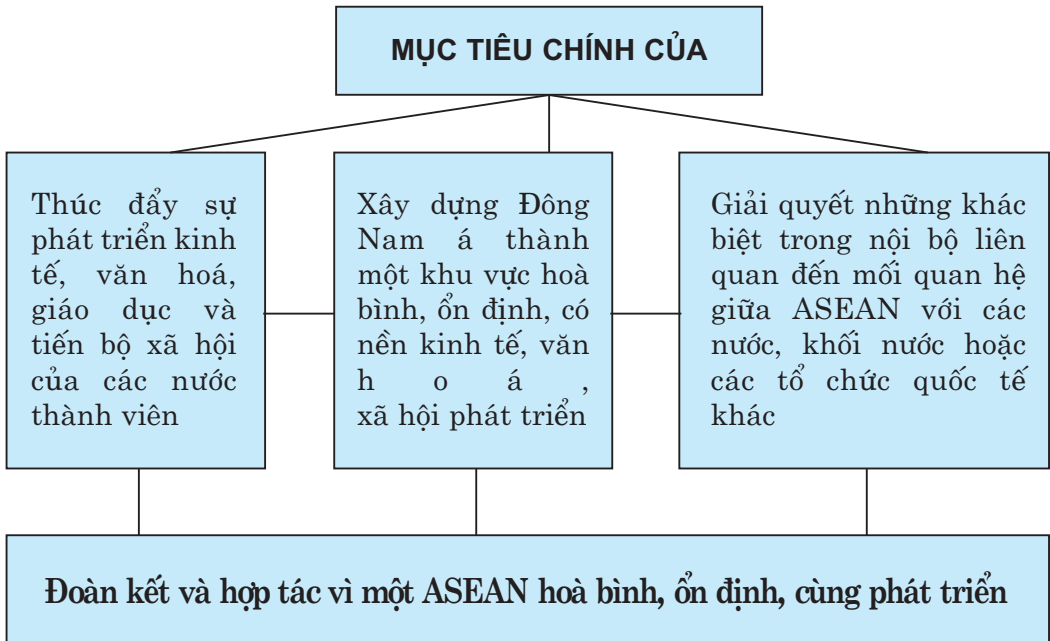 MỤC TIÊU CHÍNH CỦA
Thúc đẩy sự
phát triển kinh
tế, văn hoá,
giáo dục và
tiến bộ xã hội
của các nước
thành viên
Xây dựng Đông
Nam á thành
một khu vực hoà
bình, ổn định, có
nền kinh tế, văn
h o á ,
xã hội phát triển
Giải quyết những khác
biệt trong nội bộ liên
quan đến mối quan hệ
giữa ASEAN với các
nước, khối nước hoặc
các tổ chức quốc tế
khác
Đoàn kết và hợp tác vì một ASEAN hoà bình, ổn định, cùng phát triển